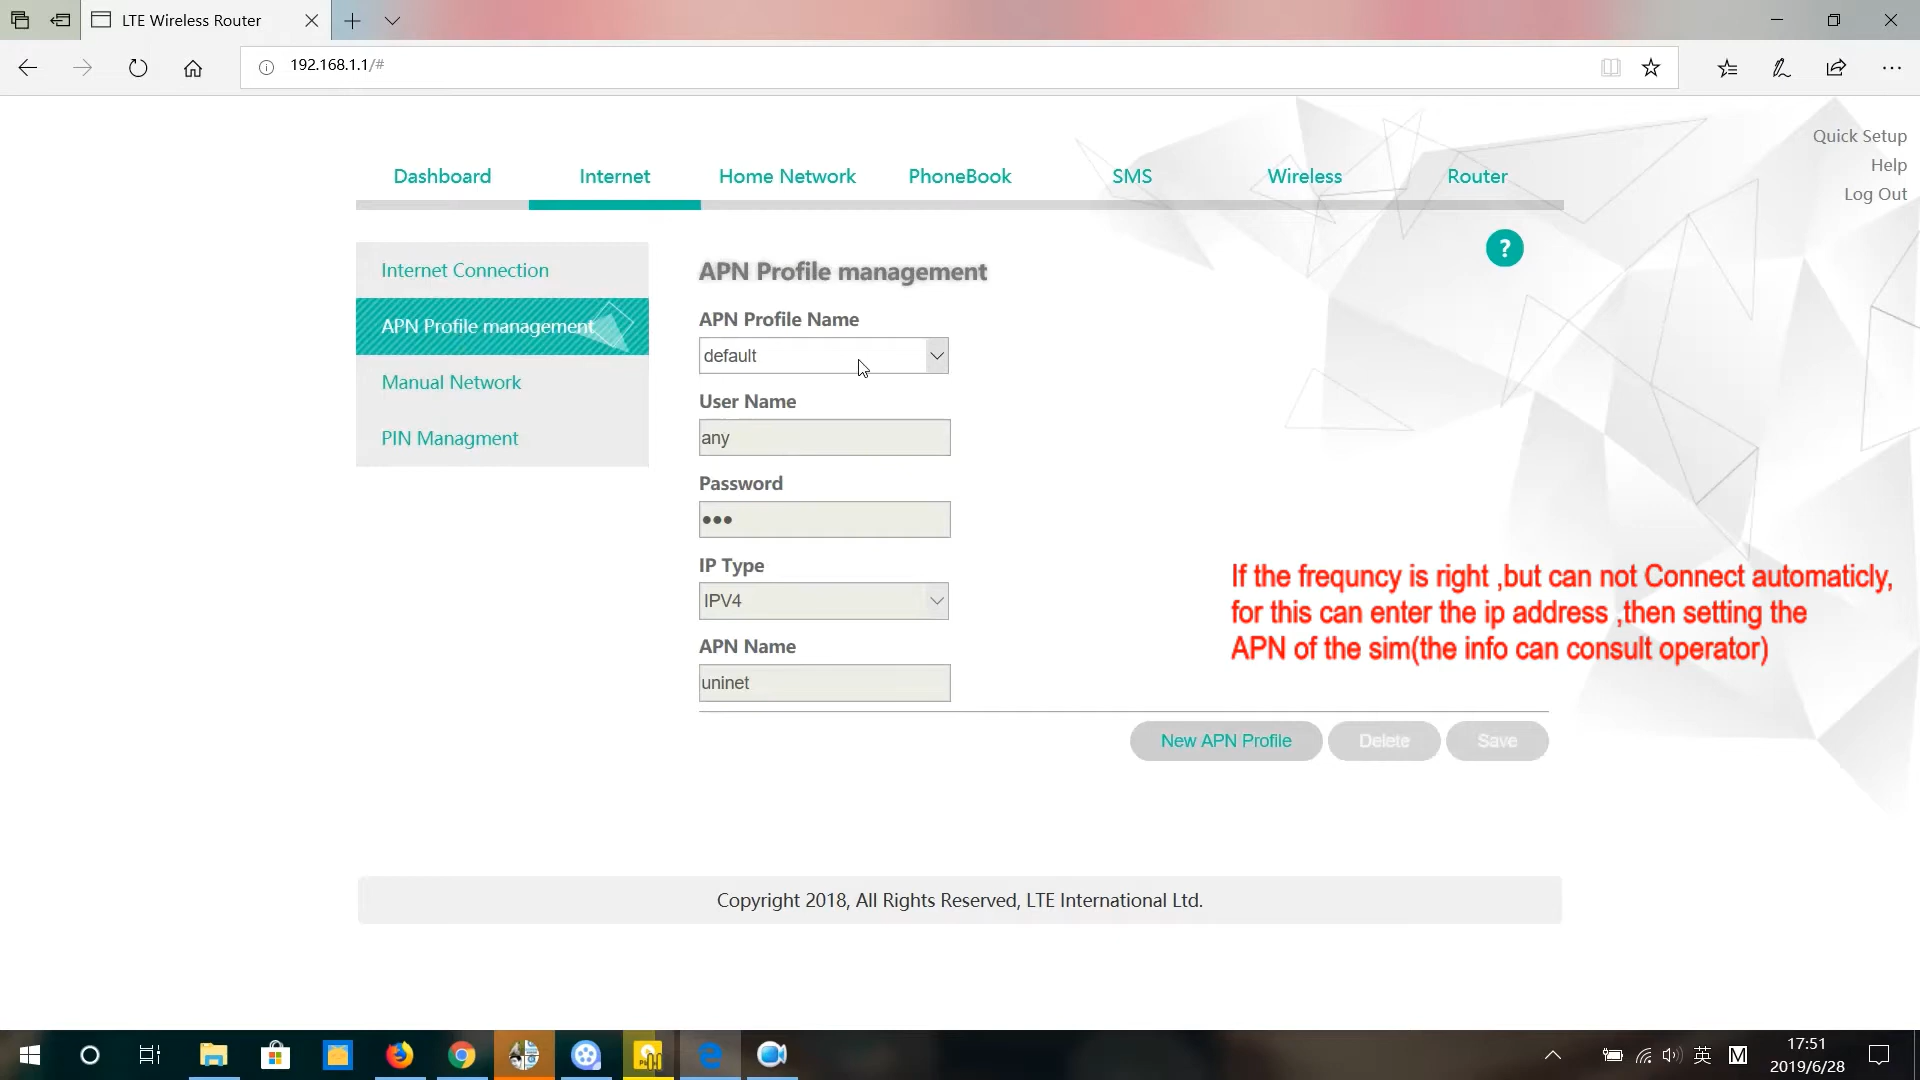 LTE Wireless Router
192.168.1.1/#
Quick Setup
Help
Log Out
Dashboard
Internet
Home Network
PhoneBook
SMS
Wireless
Router
?
Internet Connection
APN Profile management
Manual Network
PIN Managment
APN Profile management
APN Profile Name
default
User Name
any
Password
•••
IP Type
IPV4
APN Name
uninet
New APN Profile
Delete
Save
If the frequncy is right ,but can not Connect automaticly,
for this can enter the ip address ,then setting the
APN of the sim(the info can consult operator)
Copyright 2018, All Rights Reserved, LTE International Ltd.
英
M
17:51
2019/6/28